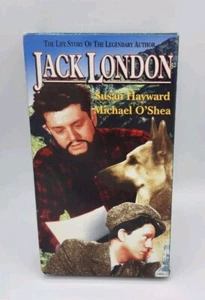 THE LIFE STORY OF THE LEGENDARY AUTHOR
JACK LONDON
Susan Hayward
Michael O'Shea